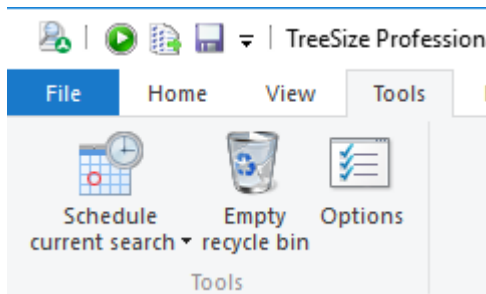 TreeSize Profession
File Home View Tools
Schedule current search
Empty recycle bin
Options
Tools